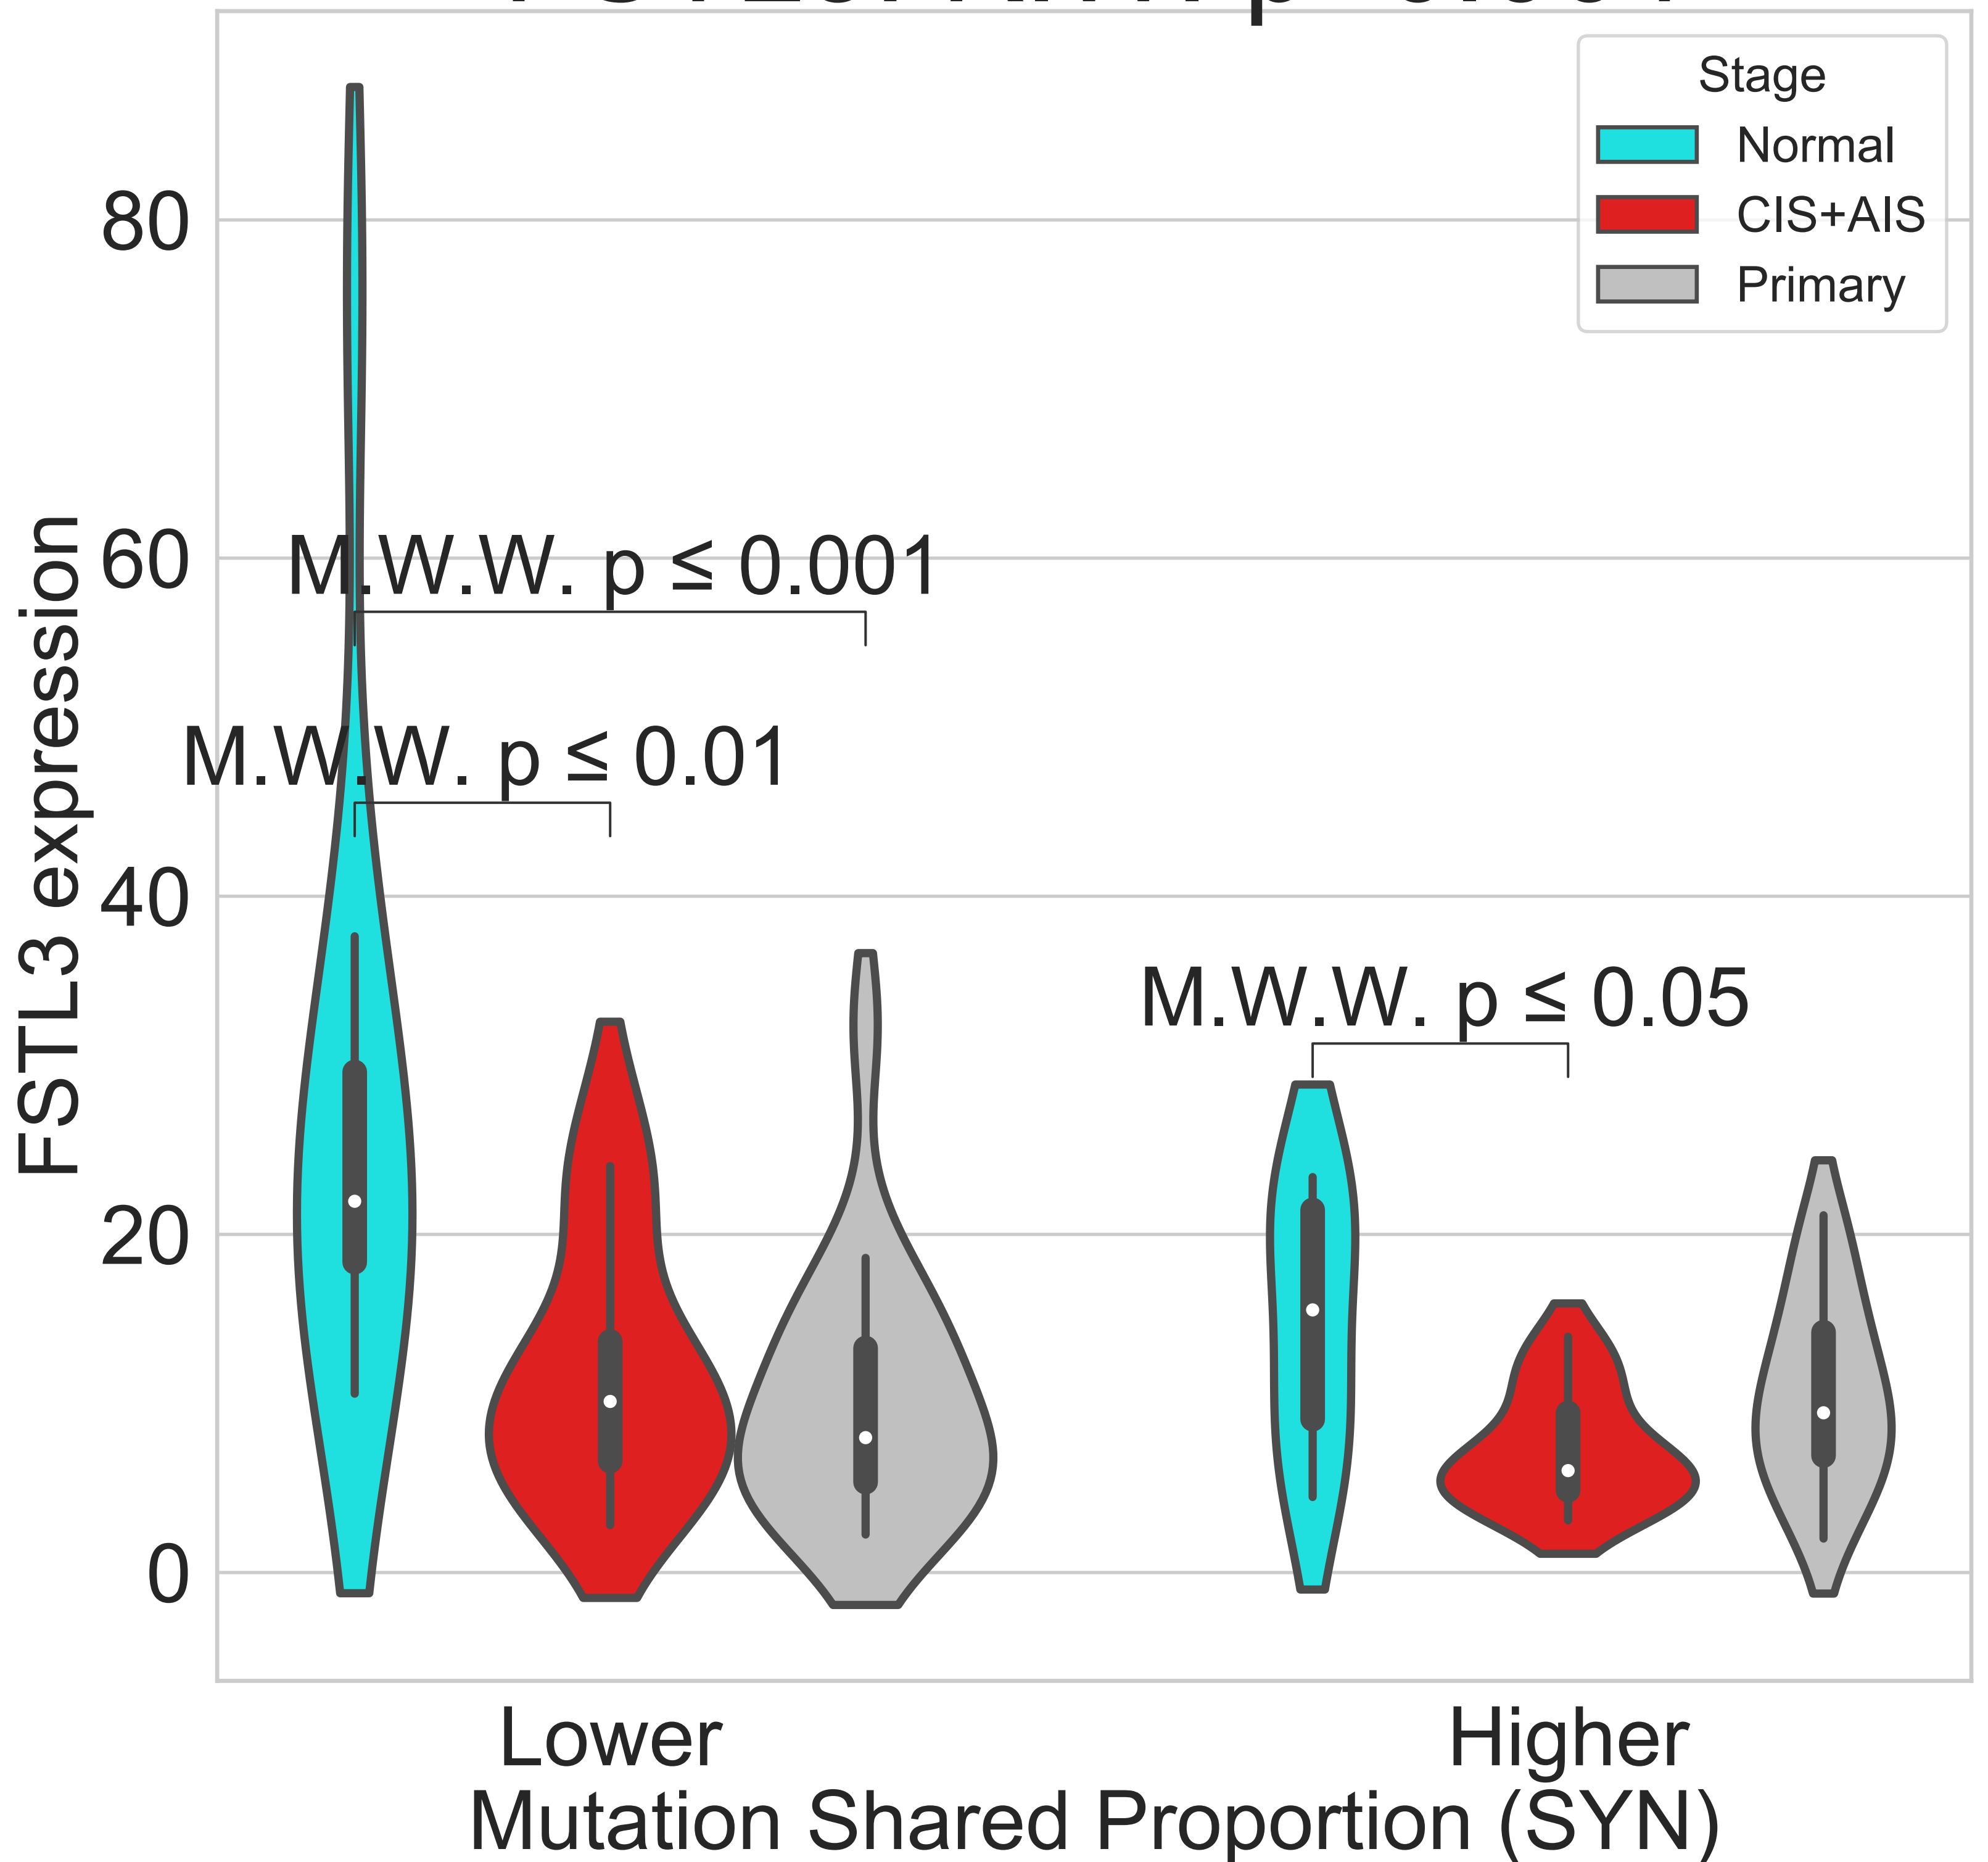 Stage
Normal
CIS+AIS
Primary
80
60
40
20
0
FSTL3 expression
M.W.W. p ≤ 0.001
M.W.W. p ≤ 0.01
M.W.W. p ≤ 0.05
Lower
Higher
Mutation Shared Proportion (SYN)